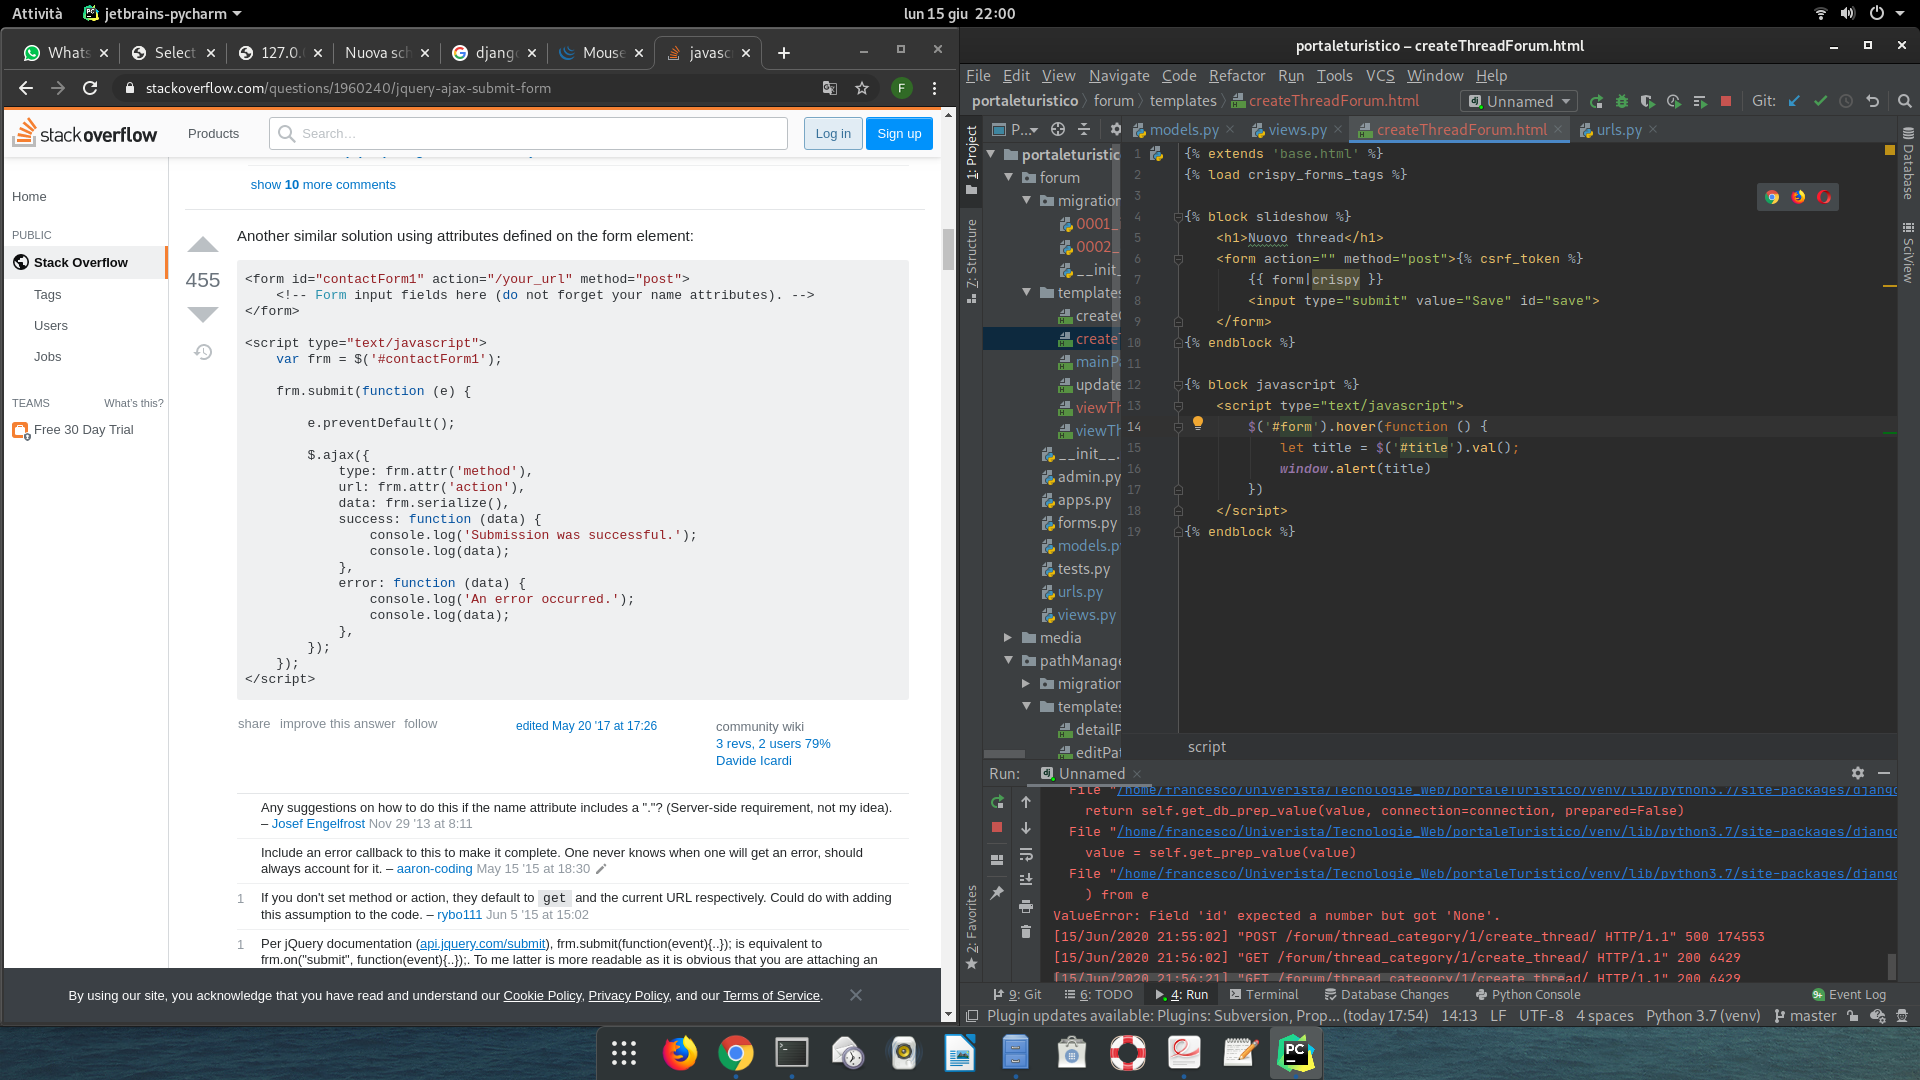 Attività
jetbrains-pycharm
lun 15 giu 22:00
Whats
Select
127.0.
Nuova sch
djang
Mouse
javasc
stackoverflow.com/questions/1960240/jquery-ajax-submit-form
F
stackoverflow
Products
Search...
Log in
Sign up
Home
PUBLIC
Stack Overflow
Tags
Users
Jobs
TEAMS
What's this?
Free 30 Day Trial
show 10 more comments
455
Another similar solution using attributes defined on the form element:
<form id="contactForm1" action="/your_url" method="post">
<!-- Form input fields here (do not forget your name attributes). -->
</form>
<script type="text/javascript">
var frm = $('#contactForm1');
frm.submit(function (e) {
e.preventDefault();
$.ajax({
type: frm.attr('method'),
url: frm.attr('action'),
data: frm.serialize(),
success: function (data) {
console.log('Submission was successful.');
console.log(data);
},
error: function (data) {
console.log('An error occurred.');
console.log(data);
},
});
});
</script>
share improve this answer follow
edited May 20 '17 at 17:26
community wiki
3 revs, 2 users 79%
Davide Icardi
Any suggestions on how to do this if the name attribute includes a "."? (Server-side requirement, not my idea).
– Josef Engelfrost Nov 29 '13 at 8:11
Include an error callback to this to make it complete. One never knows when one will get an error, should
always account for it. – aaron-coding May 15 '15 at 18:30
1 If you don't set method or action, they default to get and the current URL respectively. Could do with adding
this assumption to the code. – rybo111 Jun 5 '15 at 15:02
1 Per jQuery documentation (api.jquery.com/submit), frm.submit(function(event){..}); is equivalent to
frm.on("submit", function(event){..});. To me latter is more readable as it is obvious that you are attaching an
By using our site, you acknowledge that you have read and understand our Cookie Policy, Privacy Policy, and our Terms of Service.
portaleturistico – createThreadForum.html
File Edit View Navigate Code Refactor Run Tools VCS Window Help
portaleturistico forum templates createThreadForum.html
Unnamed
Git:
P...
models.py
views.py
createThreadForum.html
urls.py
1: Project
7: Structure
2: Favorites
Database
SciView
portaleturistico
forum
migration
0001_
0002_
__init_
templates
create
create
mainP
update
viewTh
viewTh
__init__.
admin.py
apps.py
forms.py
models.py
tests.py
urls.py
views.py
media
pathManage
migration
templates
detailP
editPat
1 {% extends 'base.html' %}
2 {% load crispy_forms_tags %}
3
4 {% block slideshow %}
5 <h1>Nuovo thread</h1>
6 <form action="" method="post">{% csrf_token %}
7 {{ form|crispy }}
8 <input type="submit" value="Save" id="save">
9 </form>
10 {% endblock %}
11
12 {% block javascript %}
13 <script type="text/javascript">
14 $('#form').hover(function () {
15 let title = $('#title').val();
16 window.alert(title)
17 })
18 </script>
19 {% endblock %}
script
Run:
Unnamed
File "/home/francesco/Univerista/Tecnologie_Web/portaleTuristico/venv/lib/python3.7/site-packages/django
return self.get_db_prep_value(value, connection=connection, prepared=False)
File "/home/francesco/Univerista/Tecnologie_Web/portaleTuristico/venv/lib/python3.7/site-packages/django
value = self.get_prep_value(value)
File "/home/francesco/Univerista/Tecnologie_Web/portaleTuristico/venv/lib/python3.7/site-packages/django
) from e
ValueError: Field 'id' expected a number but got 'None'.
[15/Jun/2020 21:55:02] "POST /forum/thread_category/1/create_thread/ HTTP/1.1" 500 174553
[15/Jun/2020 21:56:02] "GET /forum/thread_category/1/create_thread/ HTTP/1.1" 200 6429
[15/Jun/2020 21:56:21] "GET /forum/thread_category/1/create_thread/ HTTP/1.1" 200 6429
9: Git
6: TODO
4: Run
Terminal
Database Changes
Python Console
Event Log
Plugin updates available: Plugins: Subversion, Prop... (today 17:54)
14:13
LF
UTF-8
4 spaces
Python 3.7 (venv)
master
PC